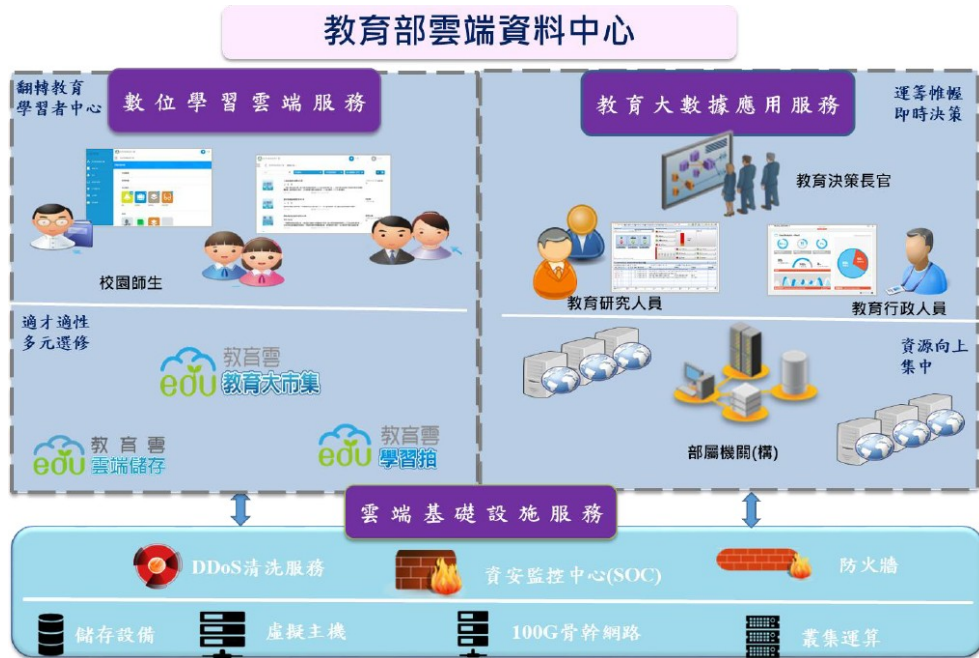 教育部雲端資料中心
翻轉教育
學習者中心
數位學習雲端服務
校園師生
適才適性
多元選修
教育雲
edu 教育大市集
教育雲
edu 雲端儲存
教育雲
edu 學習拍
教育大數據應用服務
運籌帷幄
即時決策
教育決策長官
教育研究人員
教育行政人員
資源向上
集中
部屬機關(構)
雲端基礎設施服務
DDoS清洗服務
資安監控中心(SOC)
防火牆
儲存設備
虛擬主機
100G骨幹網路
叢集運算